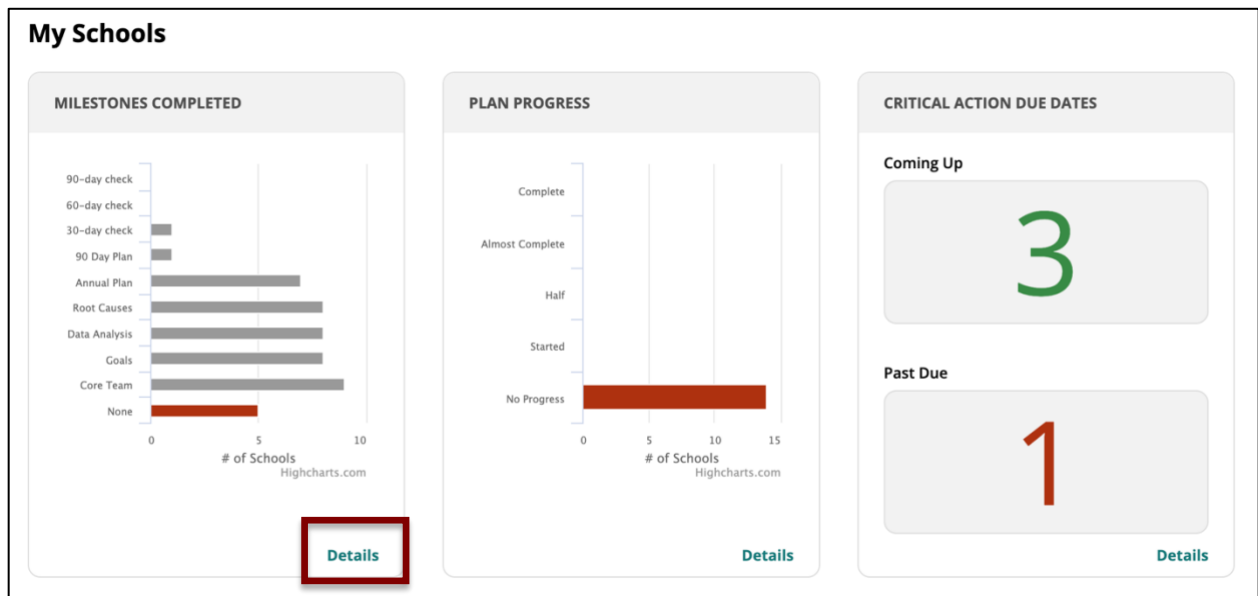 My Schools
MILESTONES COMPLETED
90-day check
60-day check
30-day check
90 Day Plan
Annual Plan
Root Causes
Data Analysis
Goals
Core Team
None
0 5 10
# of Schools
Highcharts.com
Details
PLAN PROGRESS
Complete
Almost Complete
Half
Started
No Progress
0 5 10 15
# of Schools
Highcharts.com
Details
CRITICAL ACTION DUE DATES
Coming Up
3
Past Due
1
Details